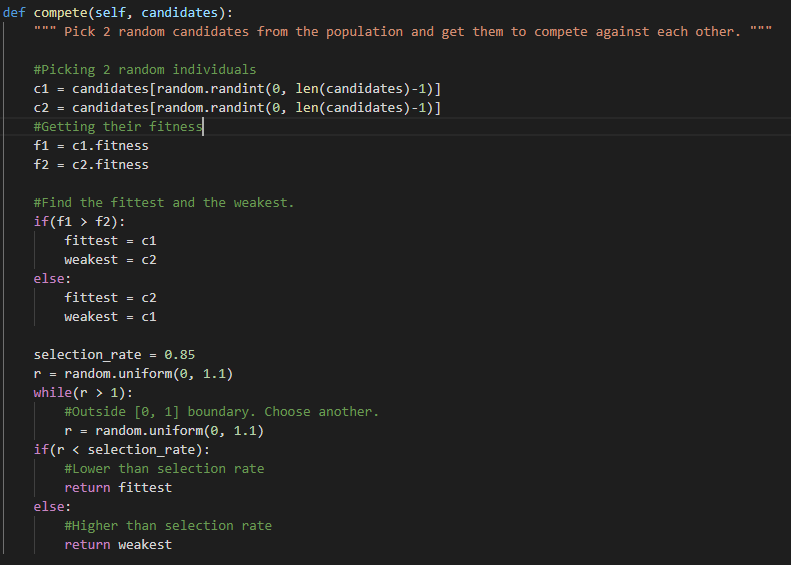 def compete(self, candidates):
    """ Pick 2 random candidates from the population and get them to compete against each other. """

    #Picking 2 random individuals
    c1 = candidates[random.randint(0, len(candidates)-1)]
    c2 = candidates[random.randint(0, len(candidates)-1)]
    #Getting their fitness
    f1 = c1.fitness
    f2 = c2.fitness

    #Find the fittest and the weakest.
    if(f1 > f2):
        fittest = c1
        weakest = c2
    else:
        fittest = c2
        weakest = c1

    selection_rate = 0.85
    r = random.uniform(0, 1.1)
    while(r > 1):
        #Outside [0, 1] boundary. Choose another.
        r = random.uniform(0, 1.1)
    if(r < selection_rate):
        #Lower than selection rate
        return fittest
    else:
        #Higher than selection rate
        return weakest